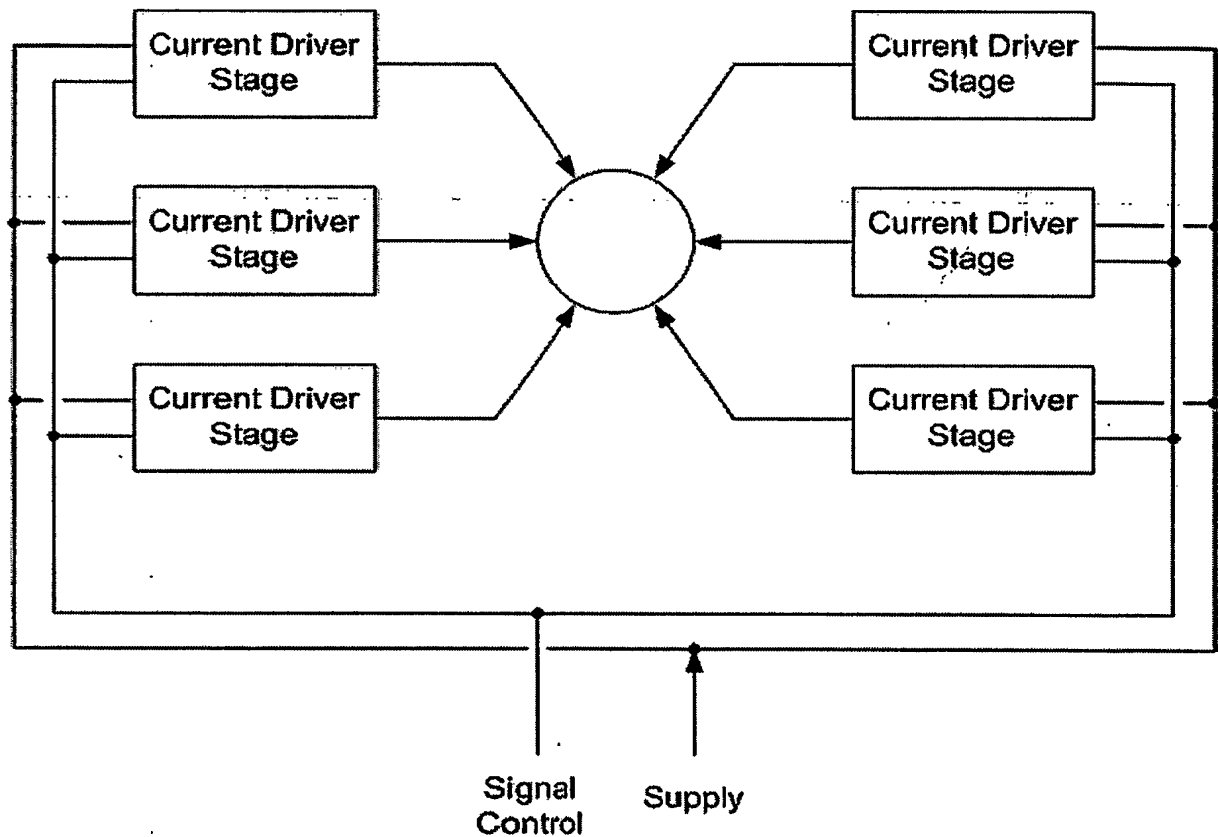 Current Driver
Stage
Current Driver
Stage
Current Driver
Stage
Current Driver
Stage
Current Driver
Stage
Current Driver
Stage
Signal
Control
Supply